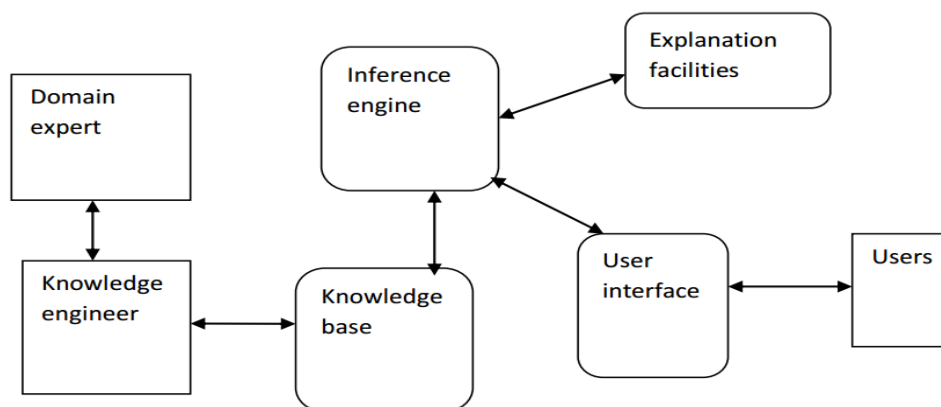 Domain
expert
Inference
engine
Explanation
facilities
Knowledge
engineer
Knowledge
base
User
interface
Users